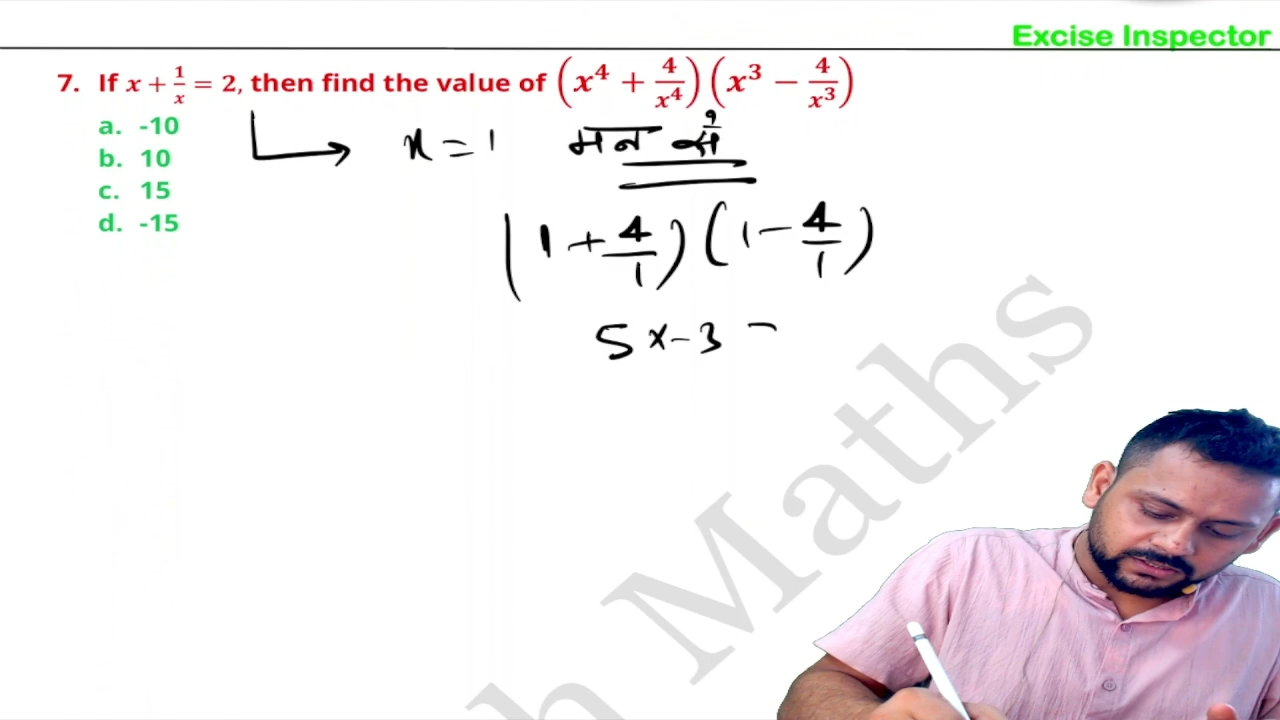 Excise Inspector
7. If x + 1/x = 2, then find the value of (x⁴ + 4/x⁴)(x³ − 4/x³)
a. -10
b. 10
c. 15
d. -15
x = 1
(1 + 4/1)(1 − 4/1)
5 x -3 =
Maths